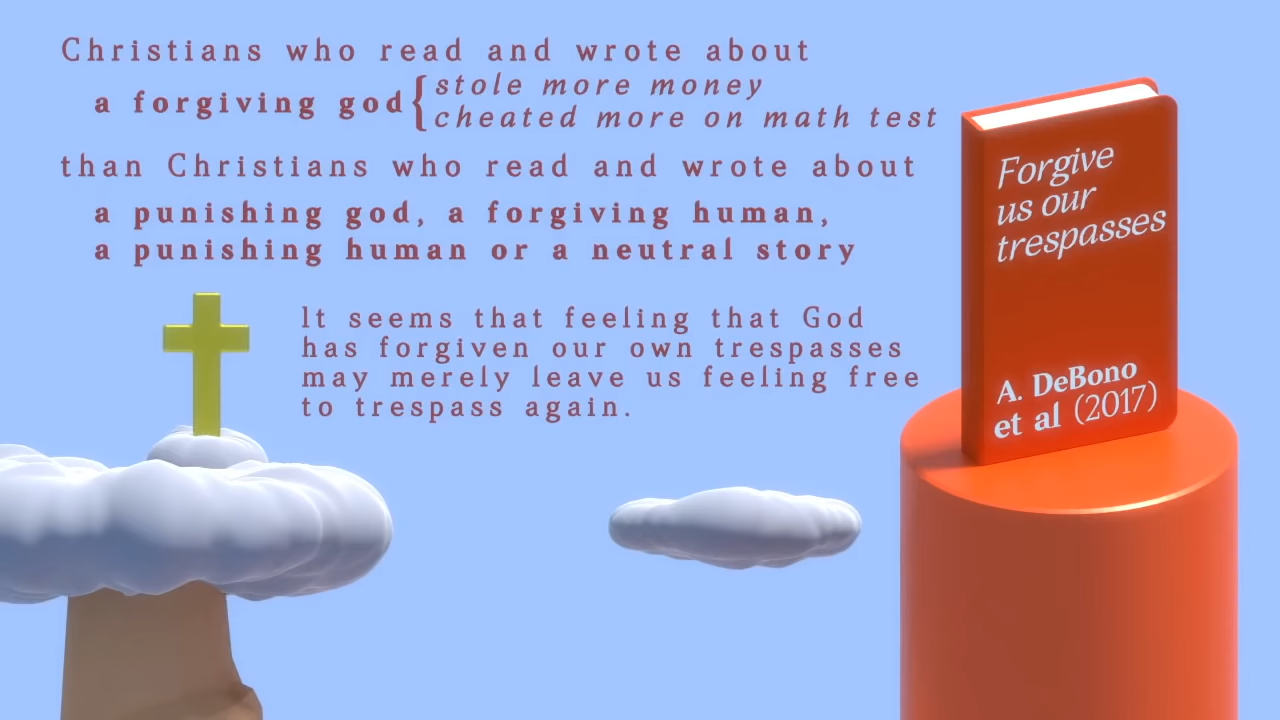 Christians who read and wrote about
a forgiving god { stole more money
cheated more on math test
than Christians who read and wrote about
a punishing god, a forgiving human,
a punishing human or a neutral story
It seems that feeling that God
has forgiven our own trespasses
may merely leave us feeling free
to trespass again.
Forgive
us our
trespasses
A. DeBono
et al (2017)